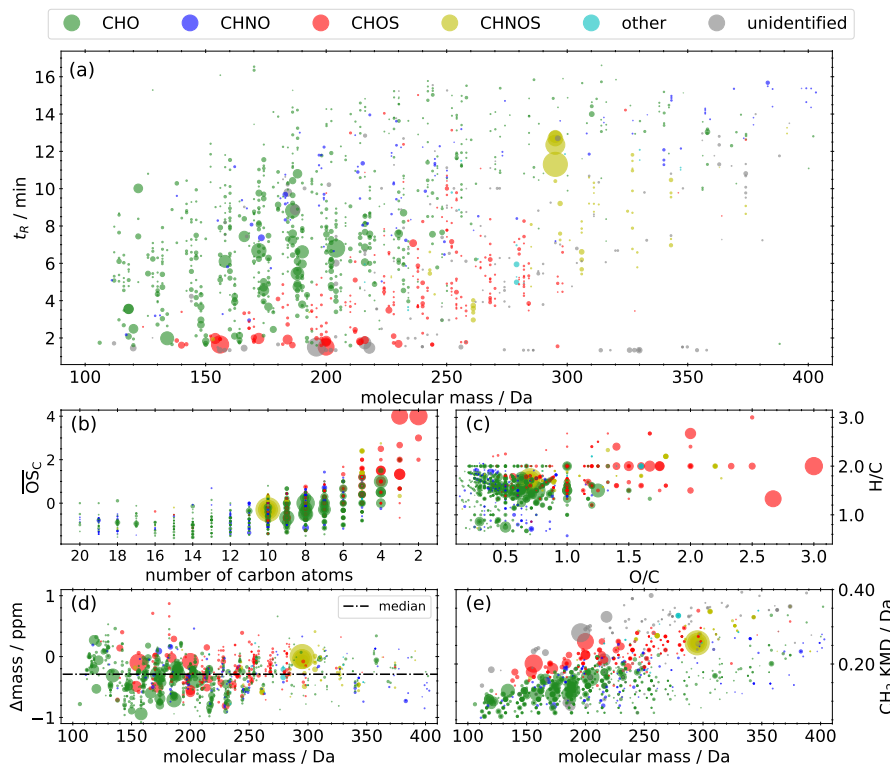 CHO CHNO CHOS CHNOS other unidentified
(a)
16
14
12
10
8
6
4
2
t_R / min
100 150 200 250 300 350 400
molecular mass / Da
(b)
4
2
0
OS_C
20 18 16 14 12 10 8 6 4 2
number of carbon atoms
(c)
3.0
2.0
1.0
H/C
0.5 1.0 1.5 2.0 2.5 3.0
O/C
(d)
median
1
0
−1
Δmass / ppm
100 150 200 250 300 350 400
molecular mass / Da
(e)
0.40
0.20
CH₂ KMD / Da
100 150 200 250 300 350 400
molecular mass / Da